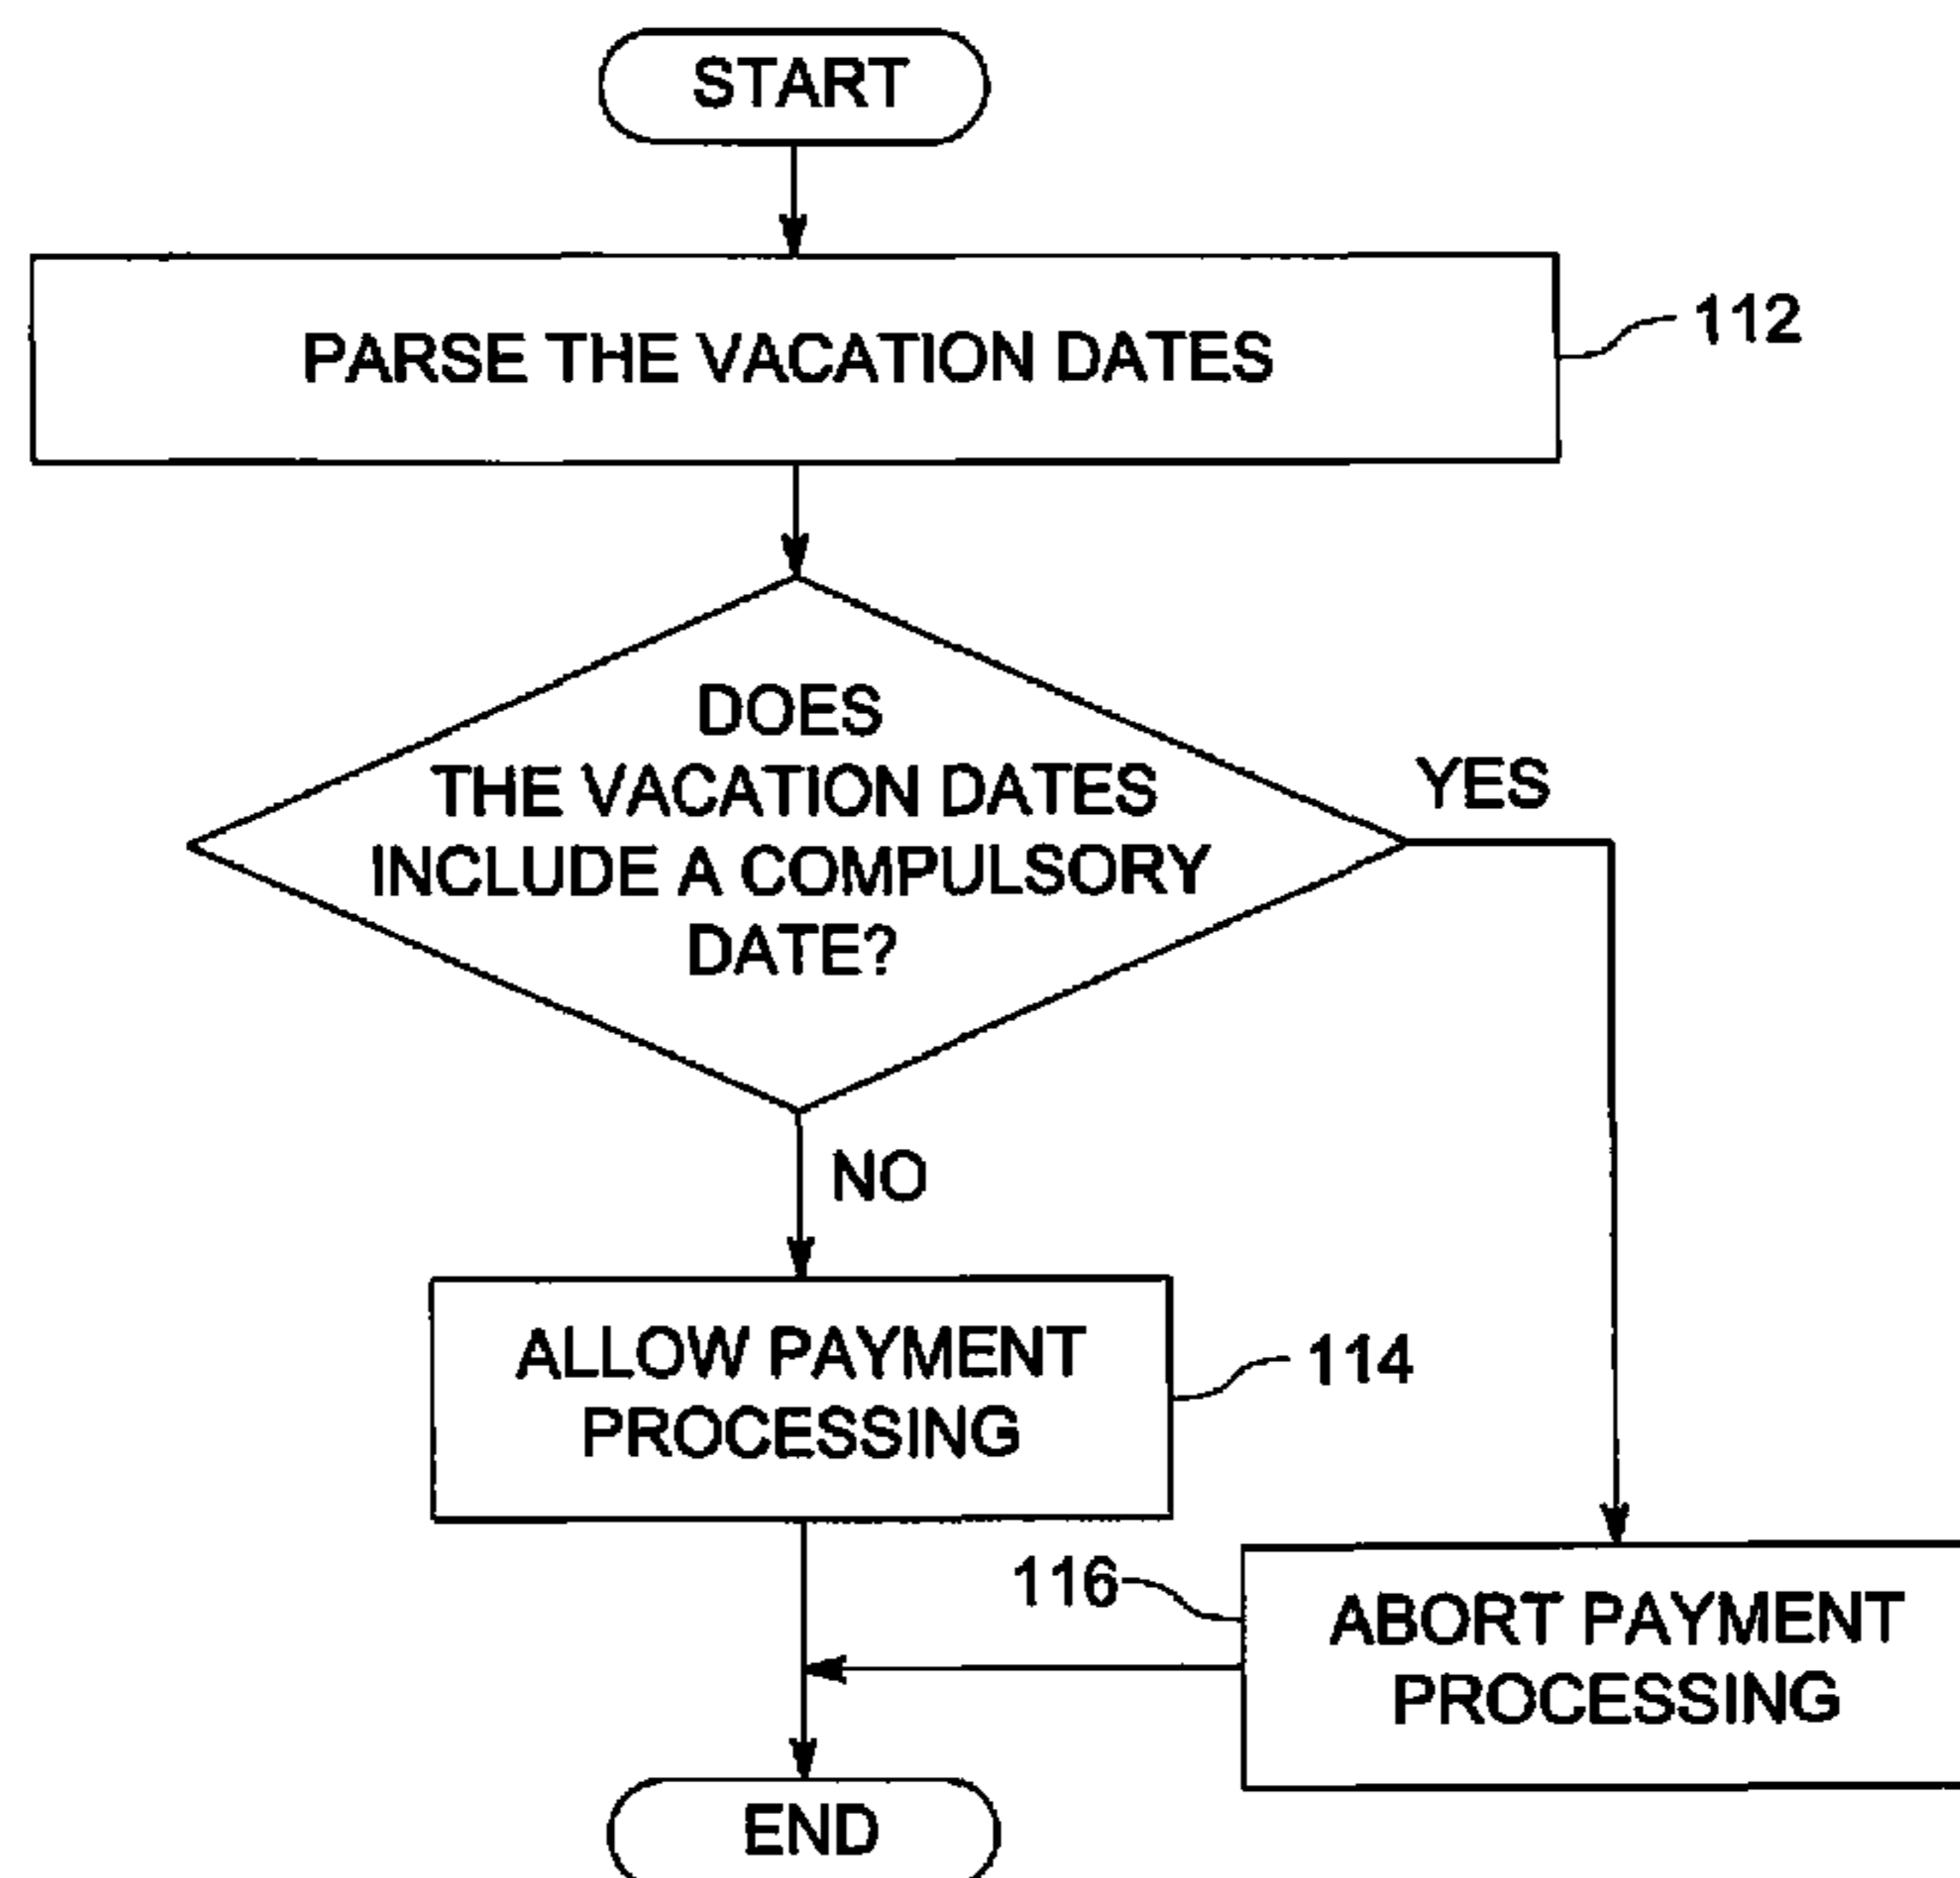 START
PARSE THE VACATION DATES
112
DOES
THE VACATION DATES
INCLUDE A COMPULSORY
DATE?
YES
NO
ALLOW PAYMENT
PROCESSING
114
116
ABORT PAYMENT
PROCESSING
END